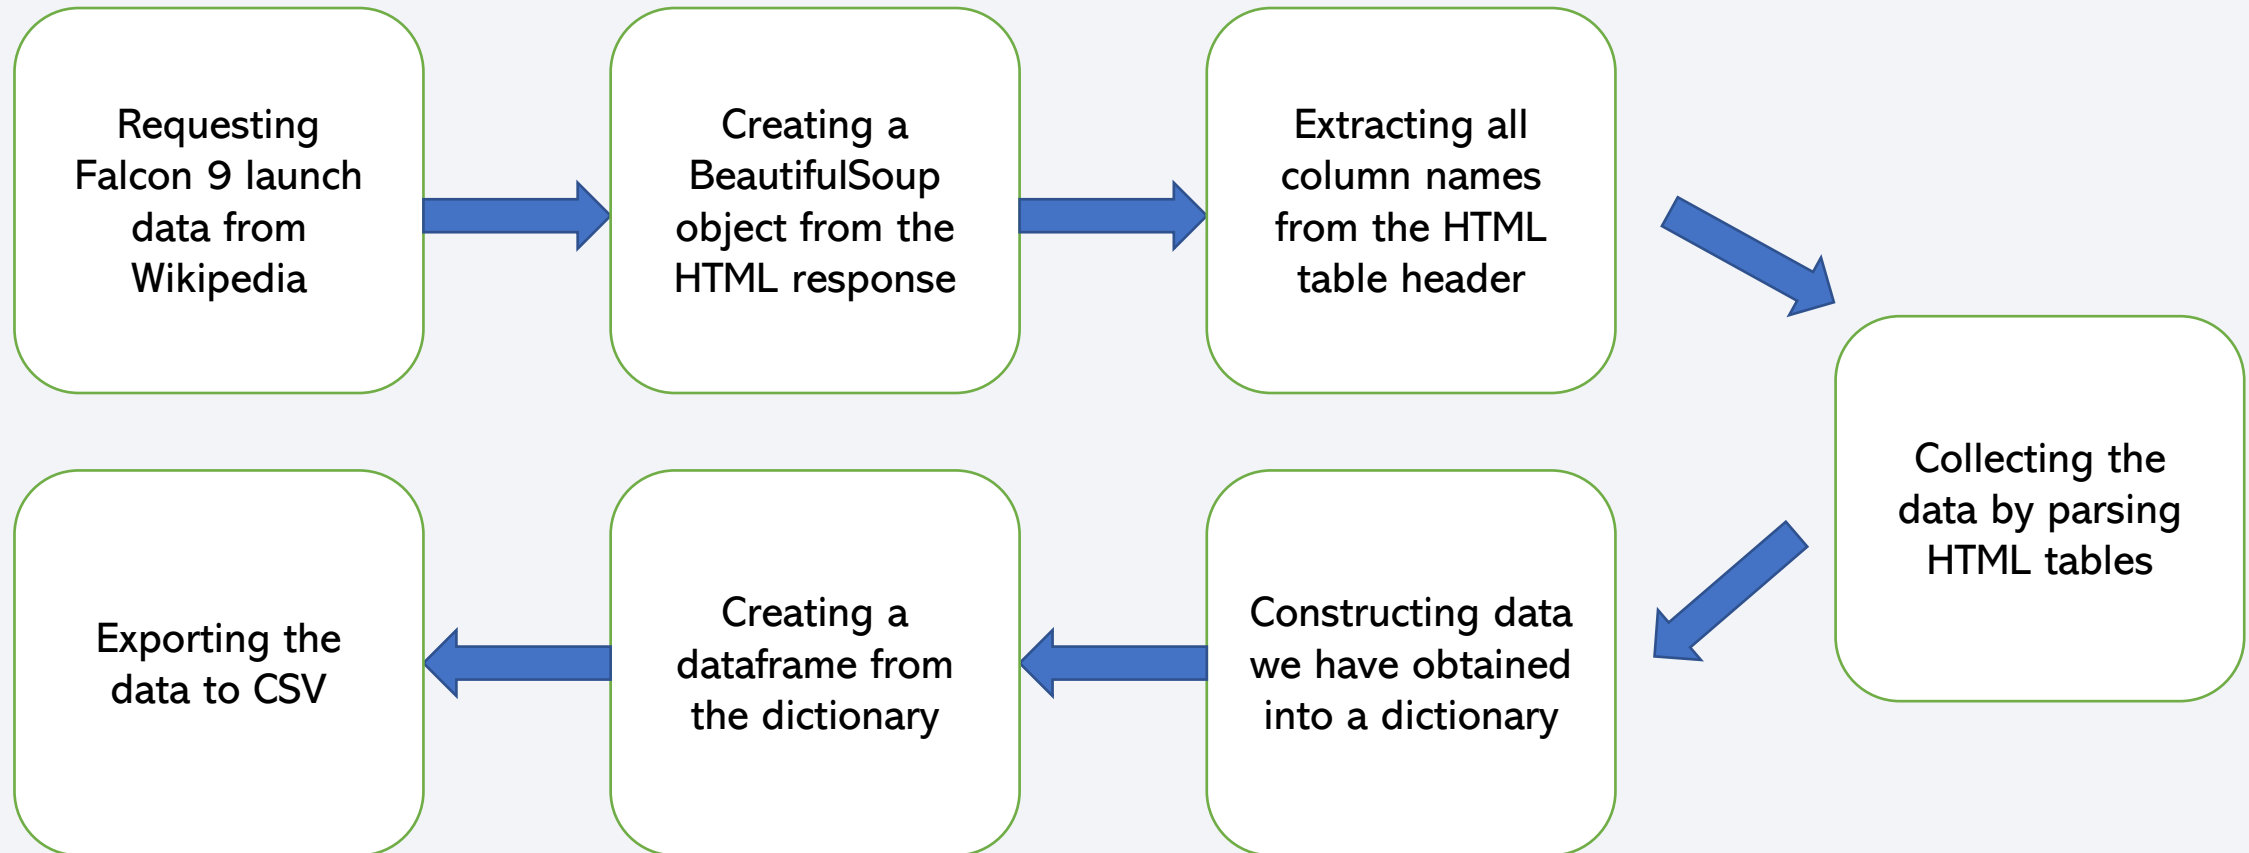 Requesting
Falcon 9 launch
data from
Wikipedia
Creating a
BeautifulSoup
object from the
HTML response
Extracting all
column names
from the HTML
table header
Collecting the
data by parsing
HTML tables
Constructing data
we have obtained
into a dictionary
Creating a
dataframe from
the dictionary
Exporting the
data to CSV